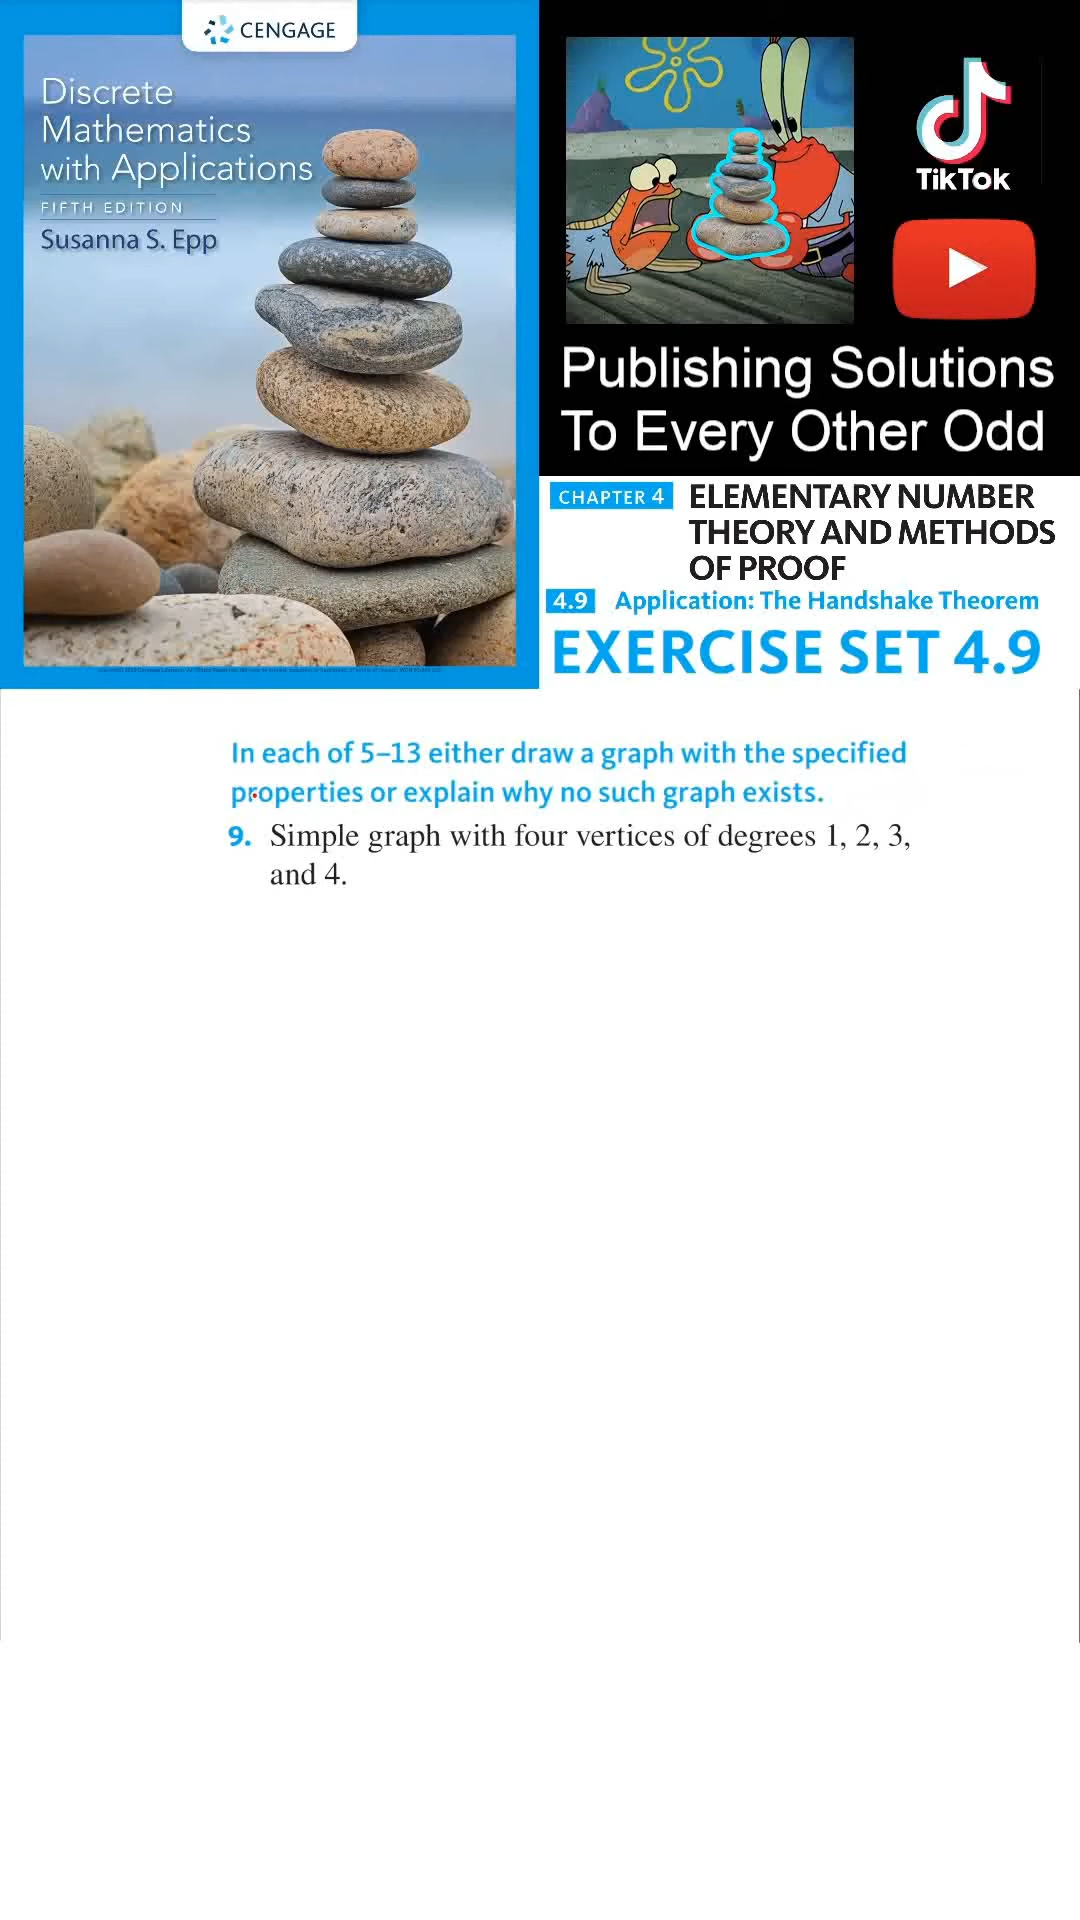 CENGAGE
Discrete
Mathematics
with Applications
FIFTH EDITION
Susanna S. Epp
TikTok
Publishing Solutions
To Every Other Odd
CHAPTER 4 ELEMENTARY NUMBER
THEORY AND METHODS
OF PROOF
4.9 Application: The Handshake Theorem
EXERCISE SET 4.9
In each of 5–13 either draw a graph with the specified
properties or explain why no such graph exists.
9. Simple graph with four vertices of degrees 1, 2, 3,
and 4.